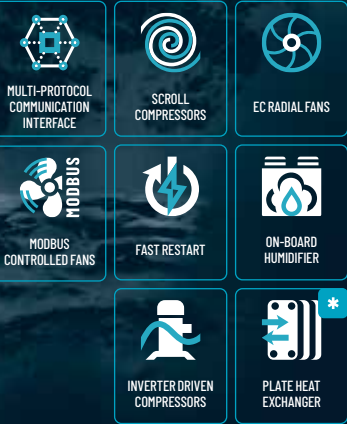 MULTI-PROTOCOL
COMMUNICATION
INTERFACE
SCROLL
COMPRESSORS
EC RADIAL FANS
MODBUS
MODBUS
CONTROLLED FANS
FAST RESTART
ON-BOARD
HUMIDIFIER
INVERTER DRIVEN
COMPRESSORS
*
PLATE HEAT
EXCHANGER